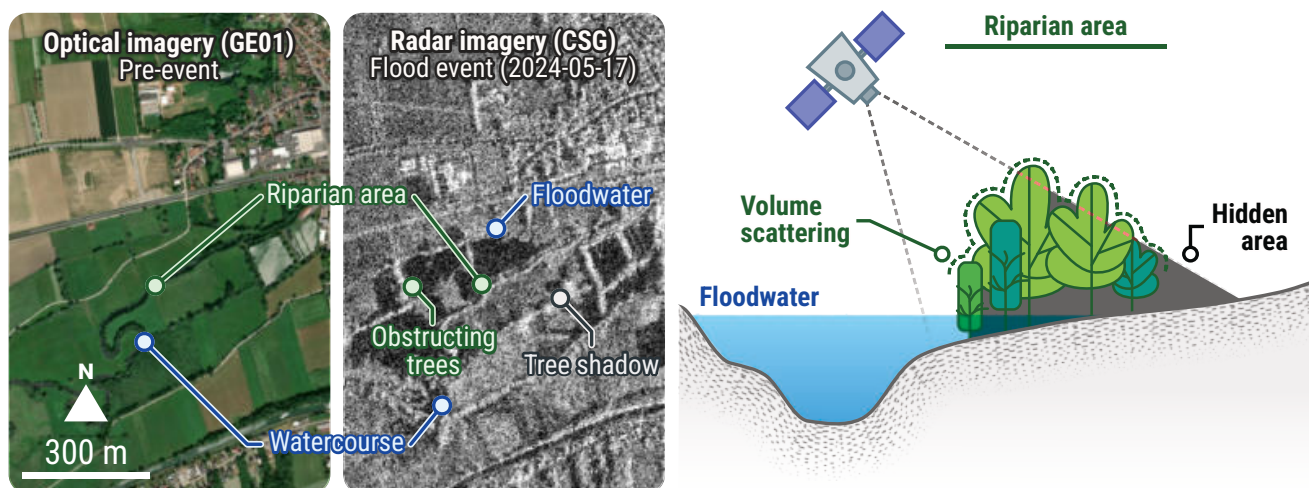 Optical imagery (GE01)
Pre-event
Radar imagery (CSG)
Flood event (2024-05-17)
Riparian area
Floodwater
Obstructing
trees
Tree shadow
Watercourse
N
300 m
Riparian area
Volume
scattering
Hidden
area
Floodwater